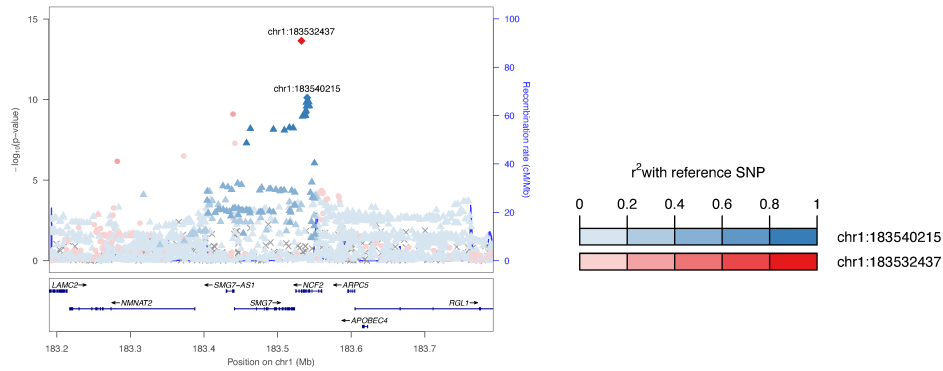 15
10
5
0
−log10(p−value)
100
80
60
40
20
0
Recombination rate (cM/Mb)
chr1:183532437
chr1:183540215
LAMC2
SMG7−AS1
NCF2
ARPC5
NMNAT2
SMG7
RGL1
APOBEC4
183.2 183.3 183.4 183.5 183.6 183.7
Position on chr1 (Mb)
r2with reference SNP
0 0.2 0.4 0.6 0.8 1
chr1:183540215
chr1:183532437